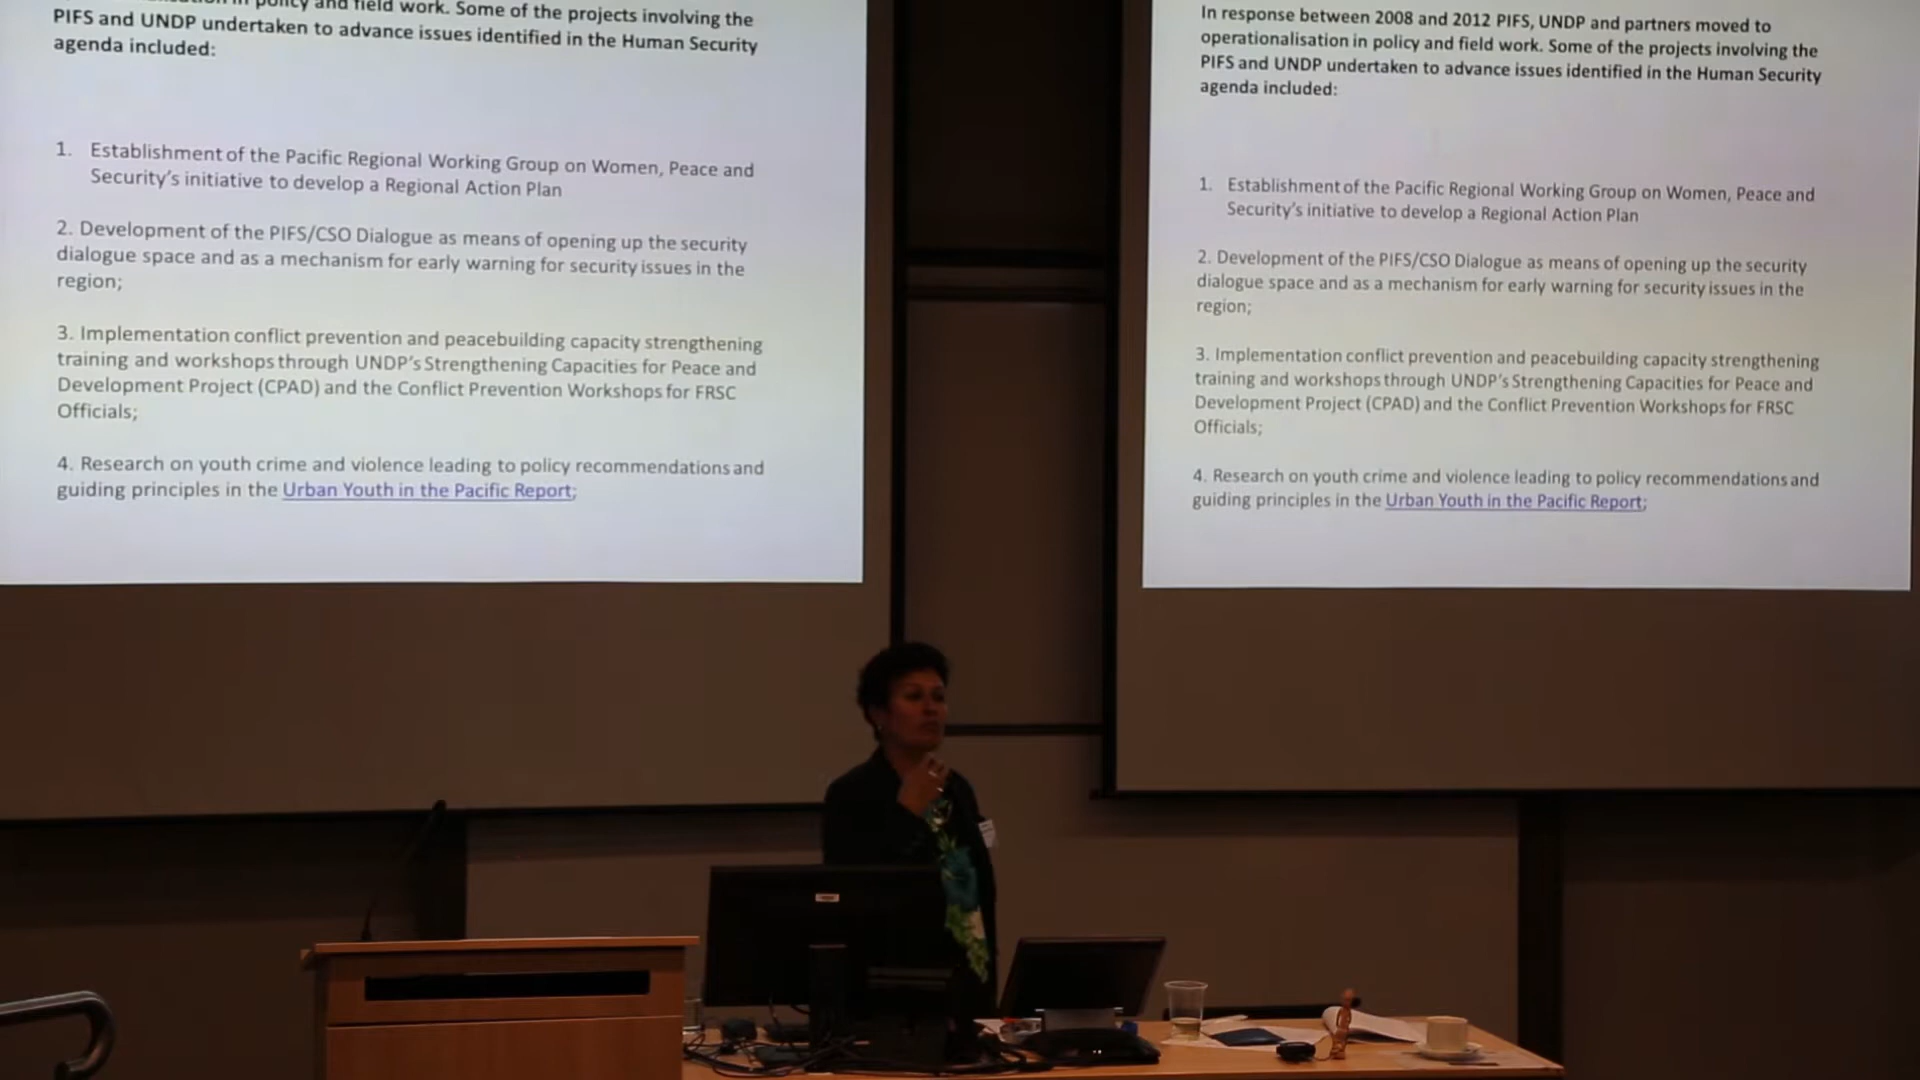 policy and field work. Some of the projects involving the
PIFS and UNDP undertaken to advance issues identified in the Human Security
agenda included:
1. Establishment of the Pacific Regional Working Group on Women, Peace and
Security's initiative to develop a Regional Action Plan
2. Development of the PIFS/CSO Dialogue as means of opening up the security
dialogue space and as a mechanism for early warning for security issues in the
region;
3. Implementation conflict prevention and peacebuilding capacity strengthening
training and workshops through UNDP's Strengthening Capacities for Peace and
Development Project (CPAD) and the Conflict Prevention Workshops for FRSC
Officials;
4. Research on youth crime and violence leading to policy recommendations and
guiding principles in the Urban Youth in the Pacific Report;
In response between 2008 and 2012 PIFS, UNDP and partners moved to
operationalisation in policy and field work. Some of the projects involving the
PIFS and UNDP undertaken to advance issues identified in the Human Security
agenda included:
1. Establishment of the Pacific Regional Working Group on Women, Peace and
Security's initiative to develop a Regional Action Plan
2. Development of the PIFS/CSO Dialogue as means of opening up the security
dialogue space and as a mechanism for early warning for security issues in the
region;
3. Implementation conflict prevention and peacebuilding capacity strengthening
training and workshops through UNDP's Strengthening Capacities for Peace and
Development Project (CPAD) and the Conflict Prevention Workshops for FRSC
Officials;
4. Research on youth crime and violence leading to policy recommendations and
guiding principles in the Urban Youth in the Pacific Report;